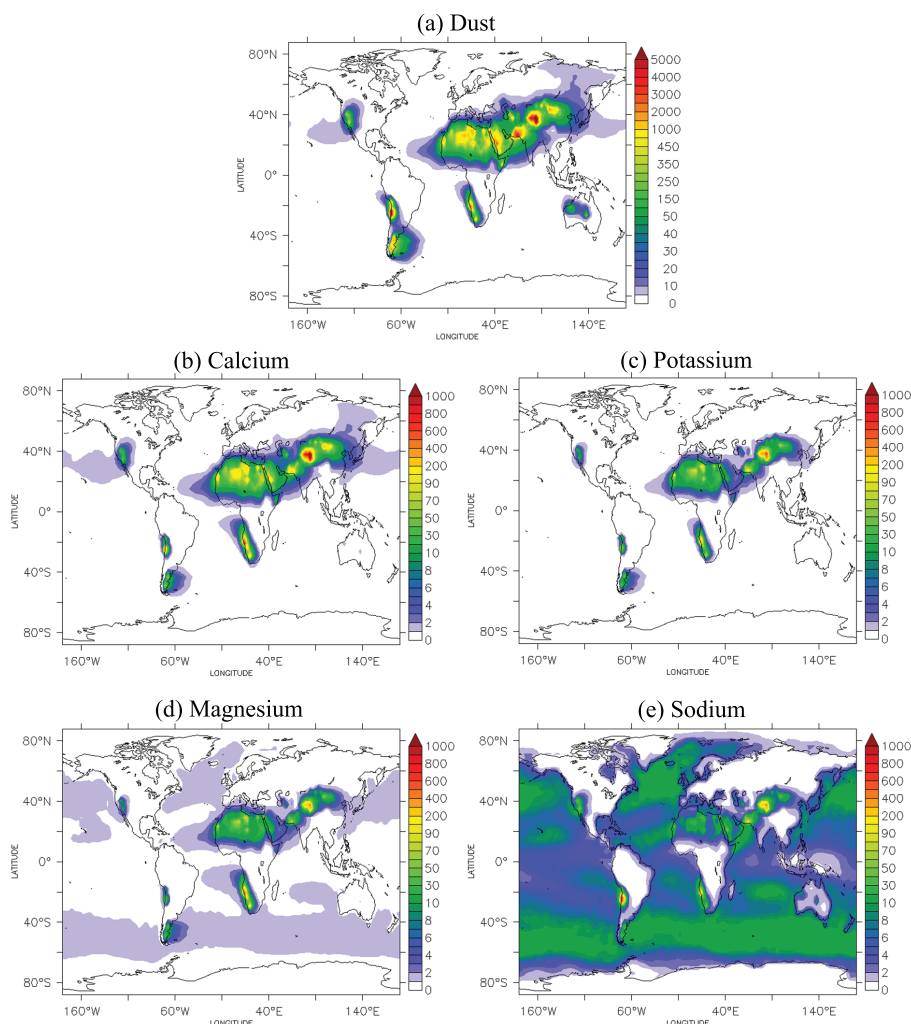 (a) Dust
80°N
40°N
0°
40°S
80°S
LATITUDE
160°W 60°W 40°E 140°E
LONGITUDE
5000
4000
3000
2000
1000
450
350
250
150
50
40
30
20
10
0
(b) Calcium
80°N
40°N
0°
40°S
80°S
LATITUDE
160°W 60°W 40°E 140°E
LONGITUDE
1000
800
600
400
200
90
70
50
30
10
8
6
4
2
0
(c) Potassium
80°N
40°N
0°
40°S
80°S
LATITUDE
160°W 60°W 40°E 140°E
LONGITUDE
1000
800
600
400
200
90
70
50
30
10
8
6
4
2
0
(d) Magnesium
80°N
40°N
0°
40°S
80°S
LATITUDE
160°W 60°W 40°E 140°E
LONGITUDE
1000
800
600
400
200
90
70
50
30
10
8
6
4
2
0
(e) Sodium
80°N
40°N
0°
40°S
80°S
LATITUDE
160°W 60°W 40°E 140°E
LONGITUDE
1000
800
600
400
200
90
70
50
30
10
8
6
4
2
0